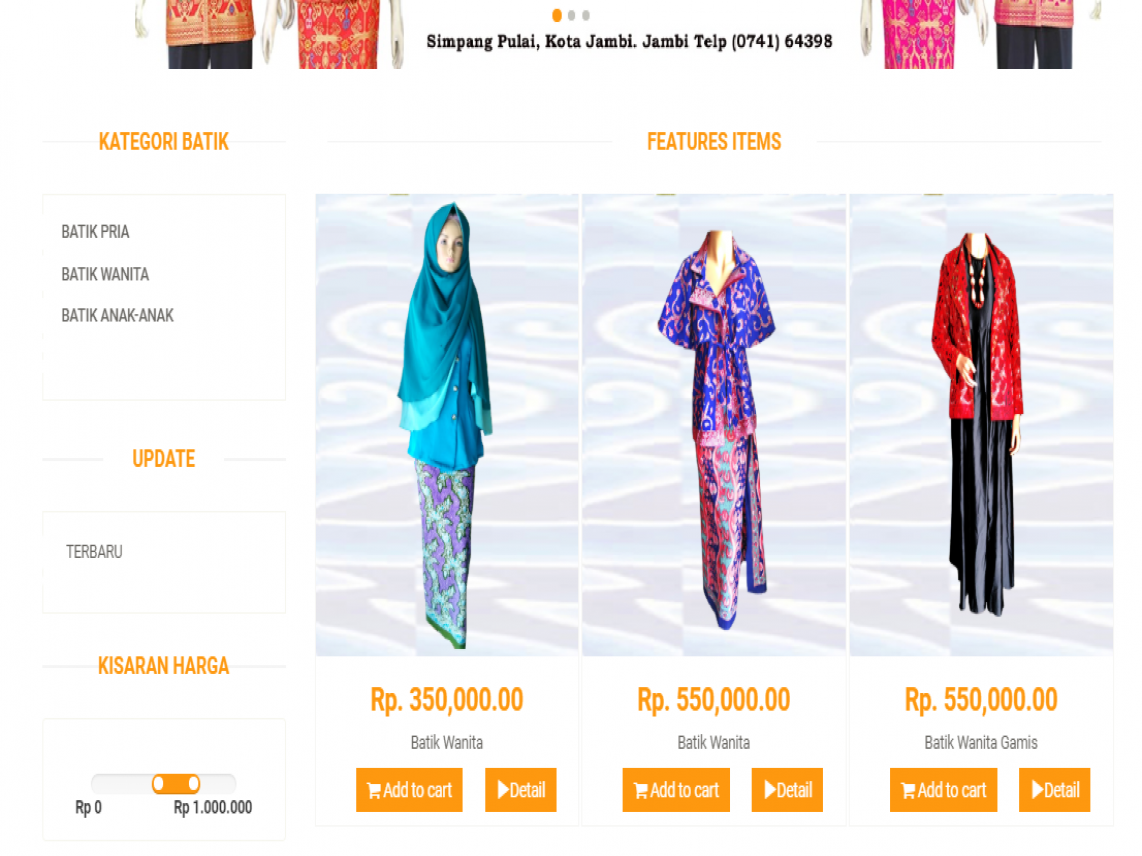 Simpang Pulai, Kota Jambi. Jambi Telp (0741) 64398
KATEGORI BATIK
BATIK PRIA
BATIK WANITA
BATIK ANAK-ANAK
UPDATE
TERBARU
KISARAN HARGA
Rp 0 Rp 1.000.000
FEATURES ITEMS
Rp. 350,000.00
Batik Wanita
Add to cart Detail
Rp. 550,000.00
Batik Wanita
Add to cart Detail
Rp. 550,000.00
Batik Wanita Gamis
Add to cart Detail